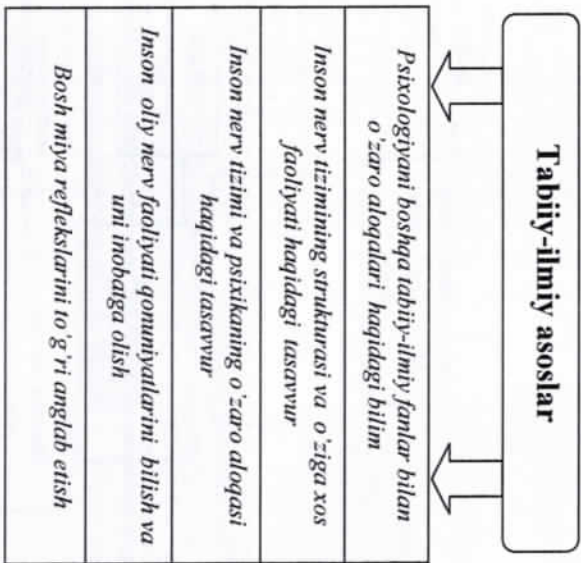 Tabiiy-ilmiy asoslar
Psixologiyani boshqa tabiiy-ilmiy fanlar bilan
o'zaro aloqalari haqidagi bilim
Inson nerv tizimining strukturasi va o'ziga xos
faoliyati haqidagi tasavvur
Inson nerv tizimi va psixikaning o'zaro aloqasi
haqidagi tasavvur
Inson oliy nerv faoliyati qonuniyatlarini bilish va
uni inobatga olish
Bosh miya reflekslarini to'g'ri anglab etish